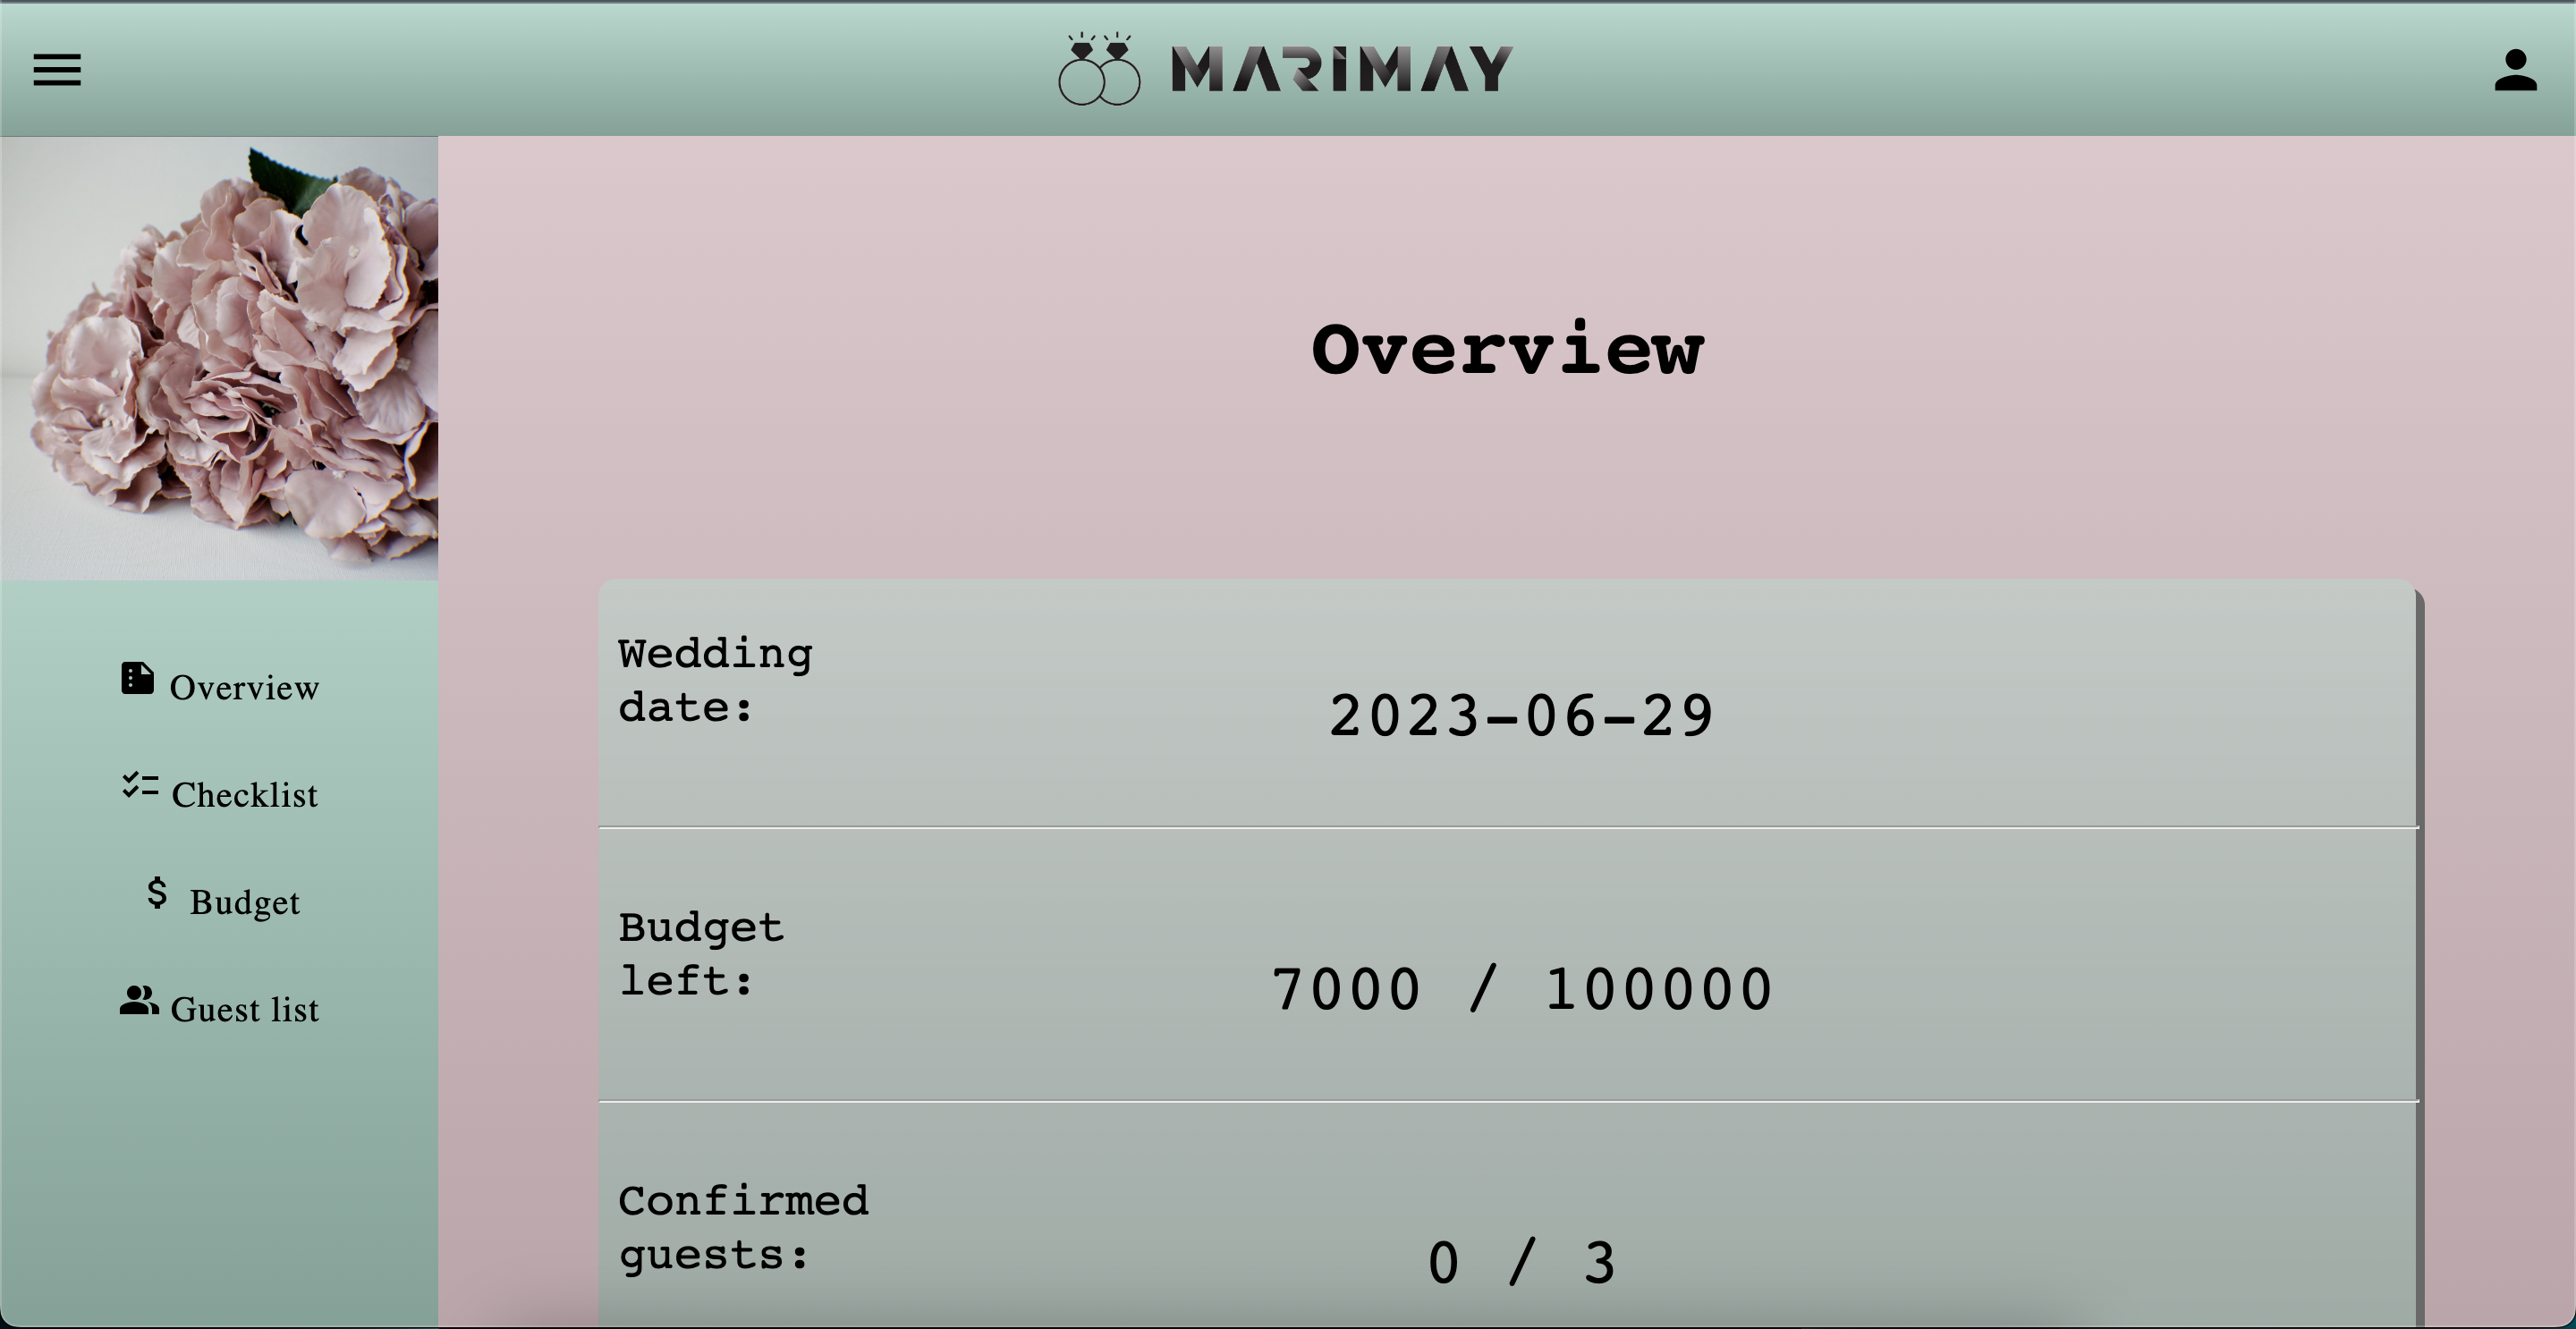 MARIMAY
Overview
Checklist
$ Budget
Guest list
Overview
Wedding
date:
2023-06-29
Budget
left:
7000 / 100000
Confirmed
guests:
0 / 3